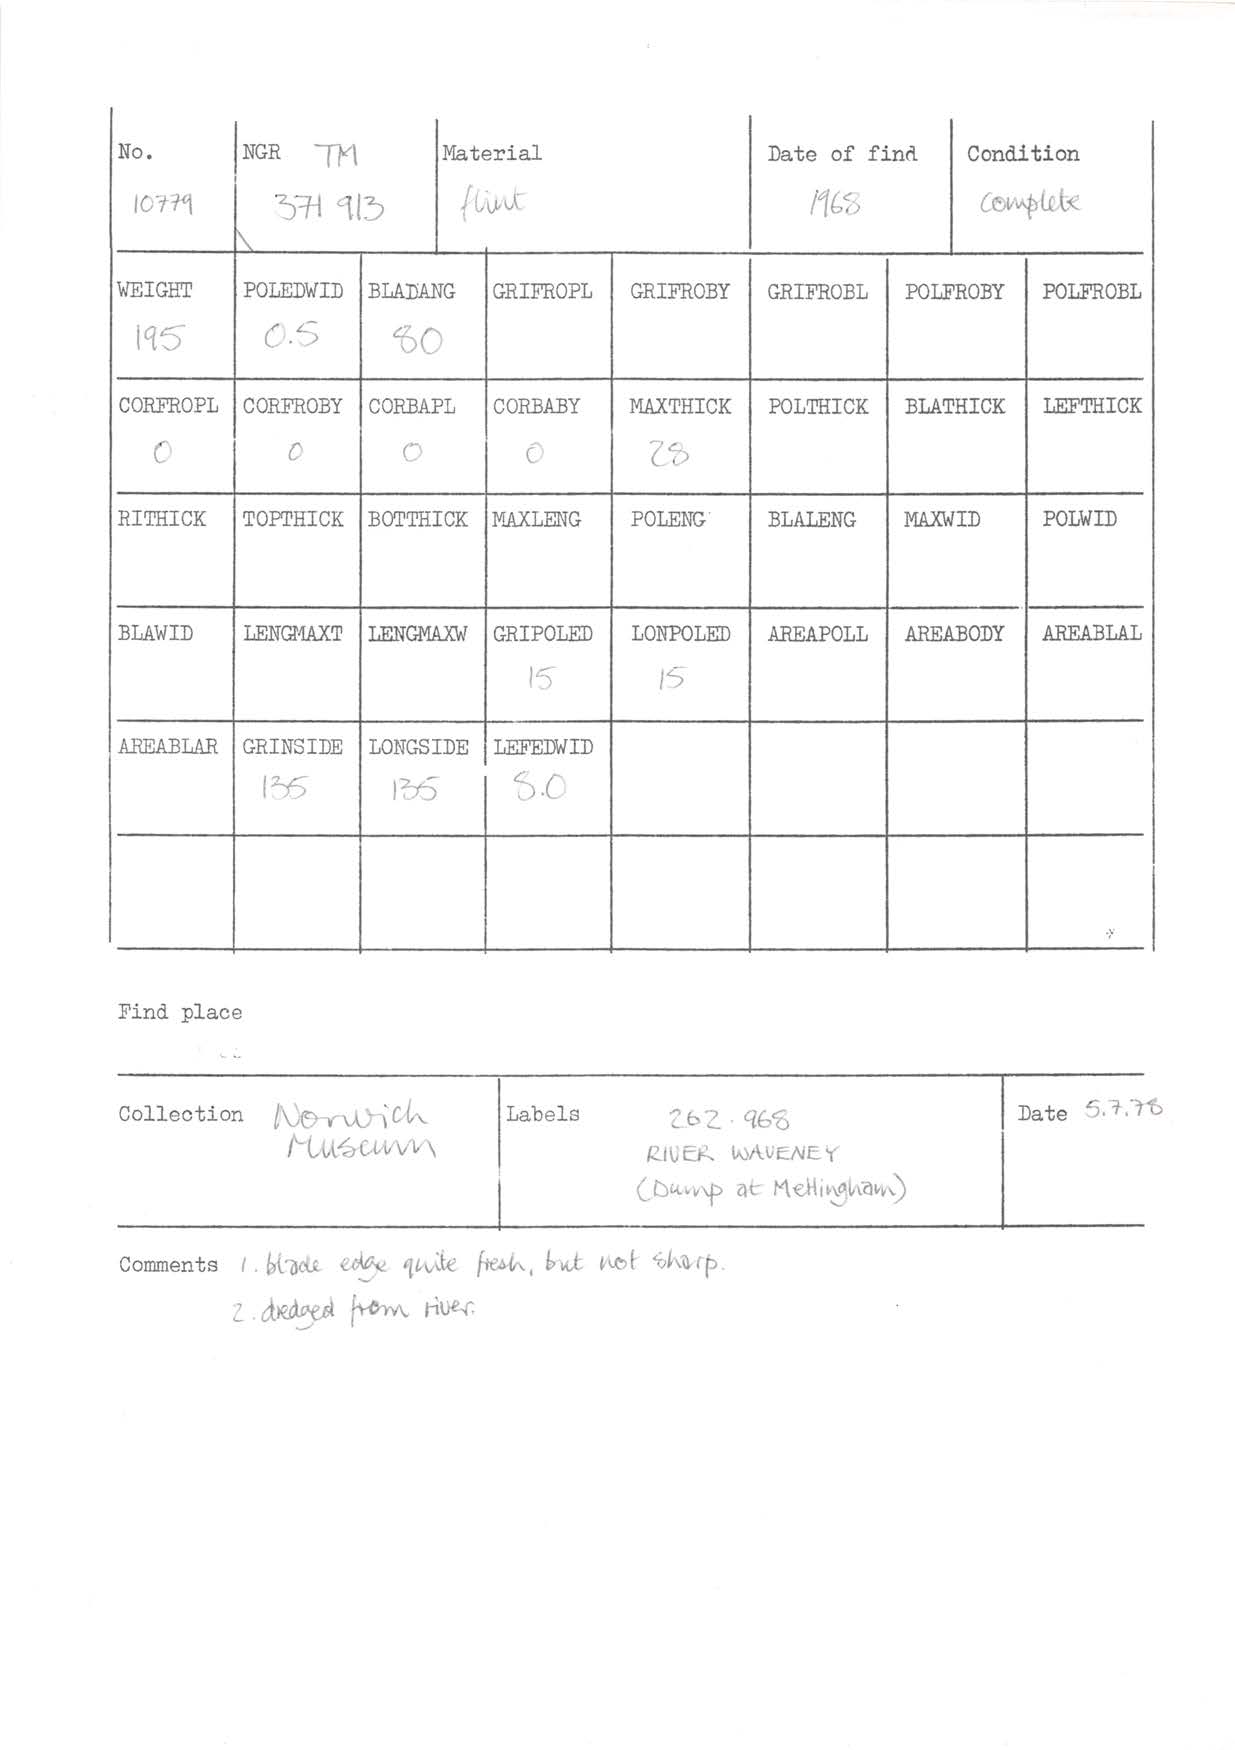 No. NGR TM Material Date of find Condition
10779 371 913 flint 1968 complete
WEIGHT POLEDWID BLADANG GRIFROPL GRIFROBY GRIFROBL POLFROBY POLFROBL
195 0.5 80
CORFROPL CORFROBY CORBAPL CORBABY MAXTHICK POLTHICK BLATHICK LEFTHICK
0 0 0 0 28
RITHICK TOPTHICK BOTTHICK MAXLENG POLENG BLALENG MAXWID POLWID
BLAWID LENGMAXT LENGMAXW GRIPOLED LONPOLED AREAPOLL AREABODY AREABLAL
15 15
AREABLAR GRINSIDE LONGSIDE LEFEDWID
135 135 8.0
Find place
Collection Norwich Labels 262.968 Date 5.7.78
Museum RIVER WAVENEY
(Dump at Mettingham)
Comments 1. blade edge quite fresh, but not sharp.
2. dredged from river.